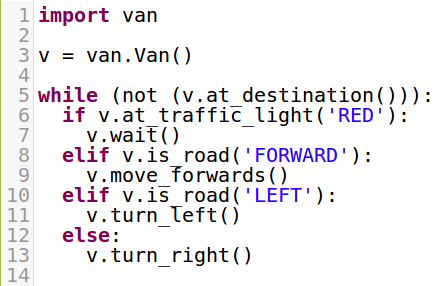 1 import van
2
3 v = van.Van()
4
5 while (not (v.at_destination())):
6   if v.at_traffic_light('RED'):
7     v.wait()
8   elif v.is_road('FORWARD'):
9     v.move_forwards()
10   elif v.is_road('LEFT'):
11     v.turn_left()
12   else:
13     v.turn_right()
14